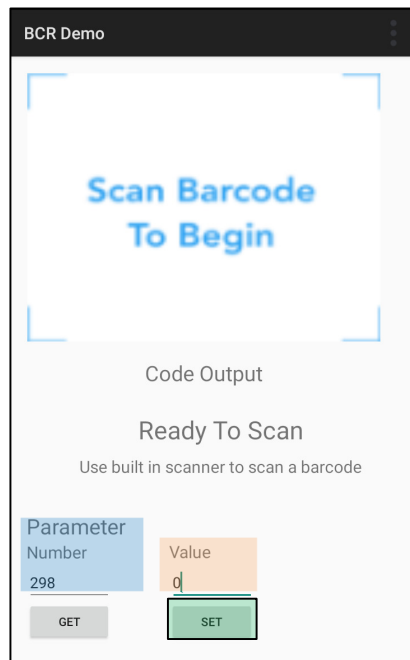 BCR Demo
Scan Barcode
To Begin
Code Output
Ready To Scan
Use built in scanner to scan a barcode
Parameter
Number Value
298 0
GET SET